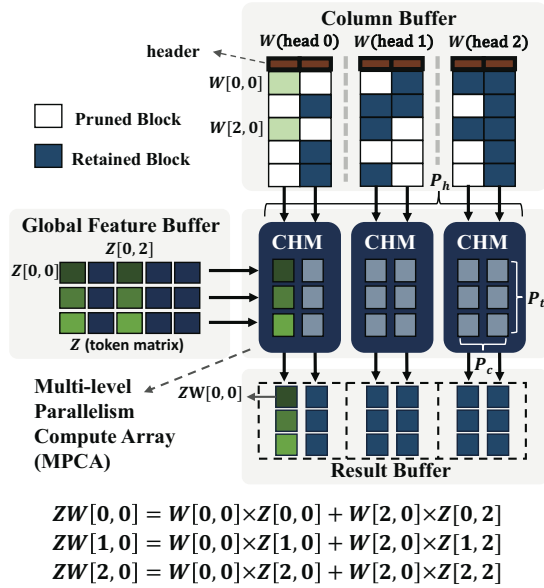 Column Buffer
W(head 0) W(head 1) W(head 2)
header
W[0, 0]
W[2, 0]
Pruned Block
Retained Block
P_h
Global Feature Buffer
Z[0, 2]
Z[0, 0]
Z (token matrix)
CHM CHM CHM
P_t
P_c
Multi-level
Parallelism
Compute Array
(MPCA)
ZW[0, 0]
Result Buffer
ZW[0, 0] = W[0, 0]×Z[0, 0] + W[2, 0]×Z[0, 2]
ZW[1, 0] = W[0, 0]×Z[1, 0] + W[2, 0]×Z[1, 2]
ZW[2, 0] = W[0, 0]×Z[2, 0] + W[2, 0]×Z[2, 2]